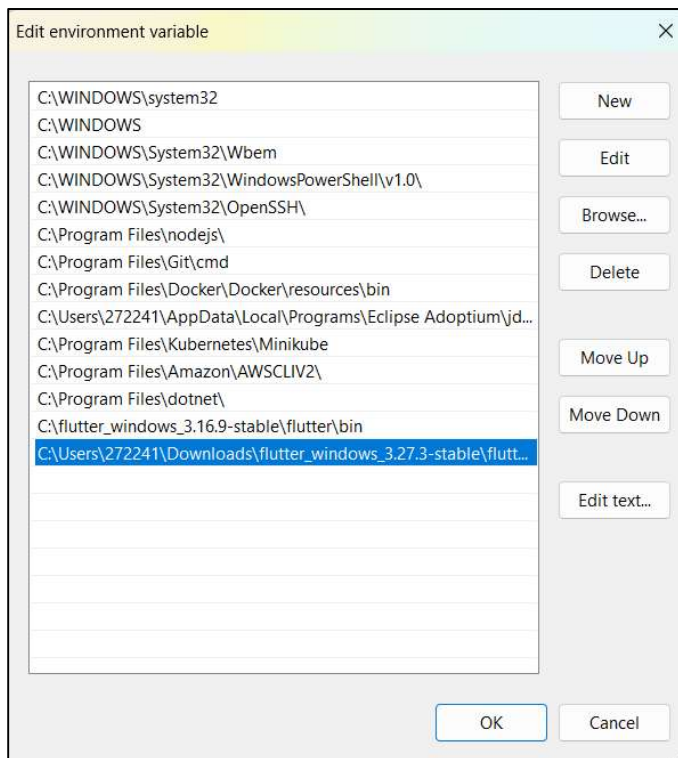 Edit environment variable
C:\WINDOWS\system32
C:\WINDOWS
C:\WINDOWS\System32\Wbem
C:\WINDOWS\System32\WindowsPowerShell\v1.0\
C:\WINDOWS\System32\OpenSSH\
C:\Program Files\nodejs\
C:\Program Files\Git\cmd
C:\Program Files\Docker\Docker\resources\bin
C:\Users\272241\AppData\Local\Programs\Eclipse Adoptium\jd...
C:\Program Files\Kubernetes\Minikube
C:\Program Files\Amazon\AWSCLIV2\
C:\Program Files\dotnet\
C:\flutter_windows_3.16.9-stable\flutter\bin
C:\Users\272241\Downloads\flutter_windows_3.27.3-stable\flutt...
New
Edit
Browse...
Delete
Move Up
Move Down
Edit text...
OK
Cancel